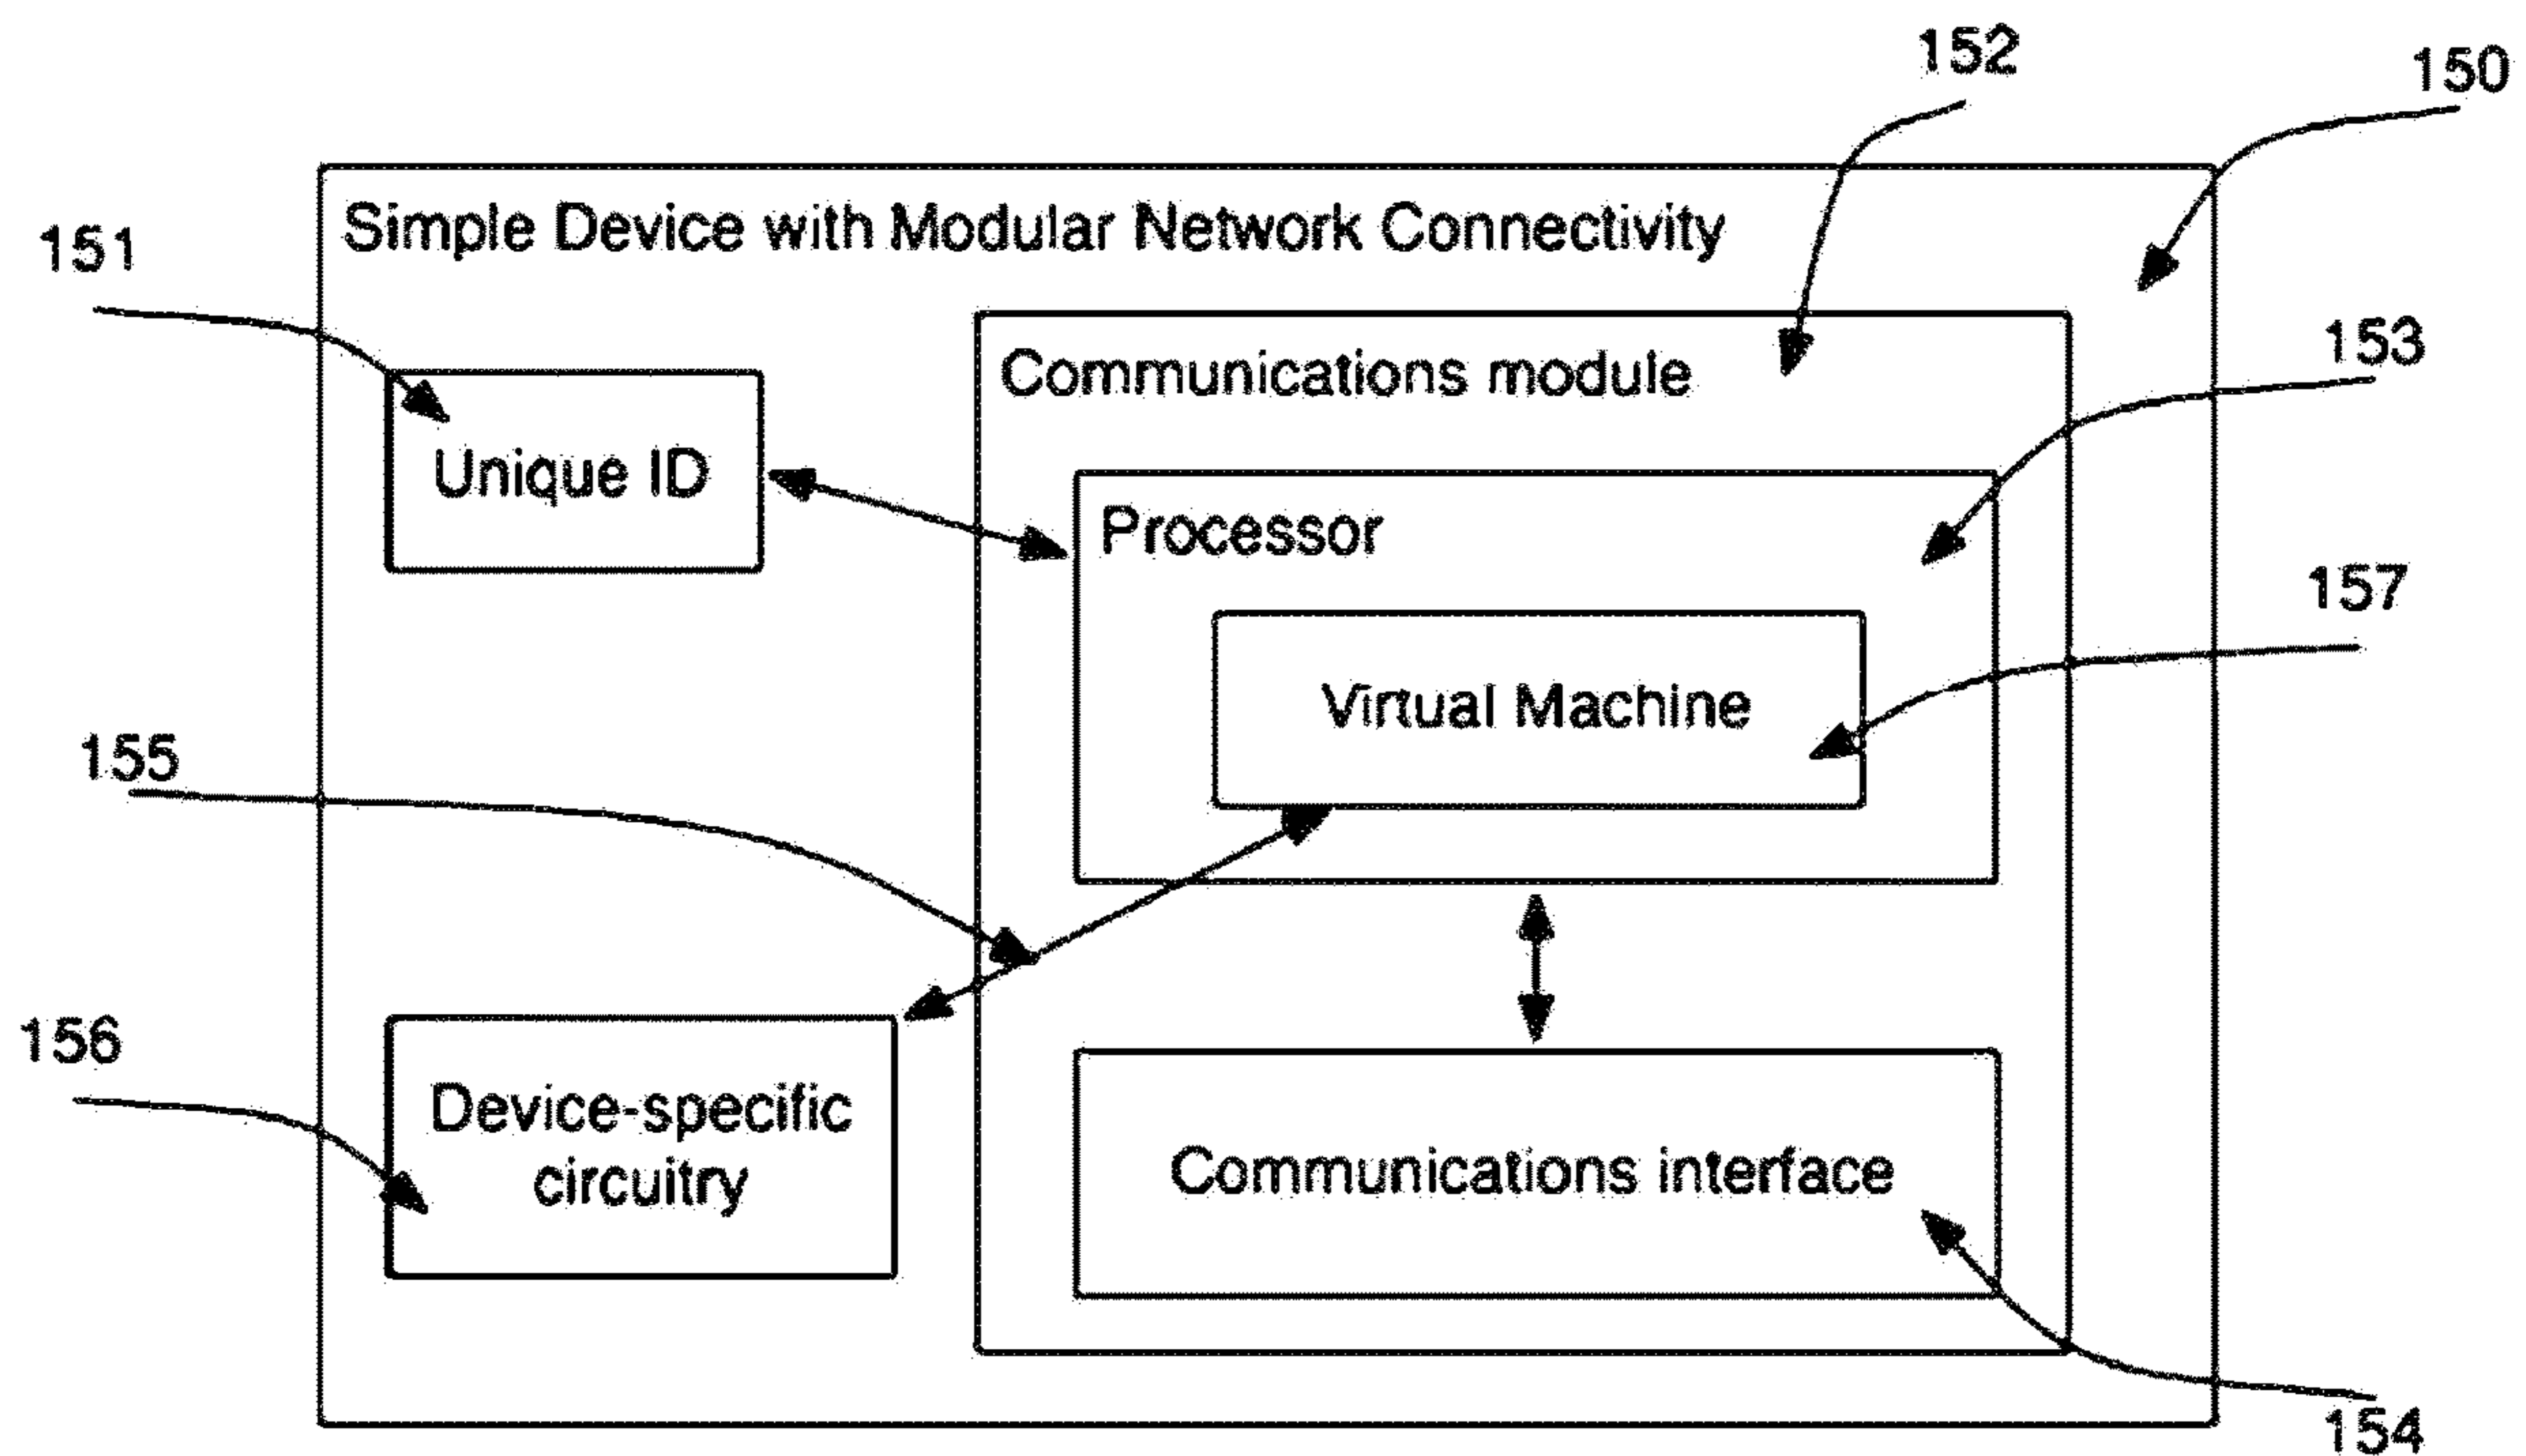 152
150
Simple Device with Modular Network Connectivity
151
Communications module
153
Unique ID
Processor
157
Virtual Machine
155
156
Device-specific
circuitry
Communications interface
154